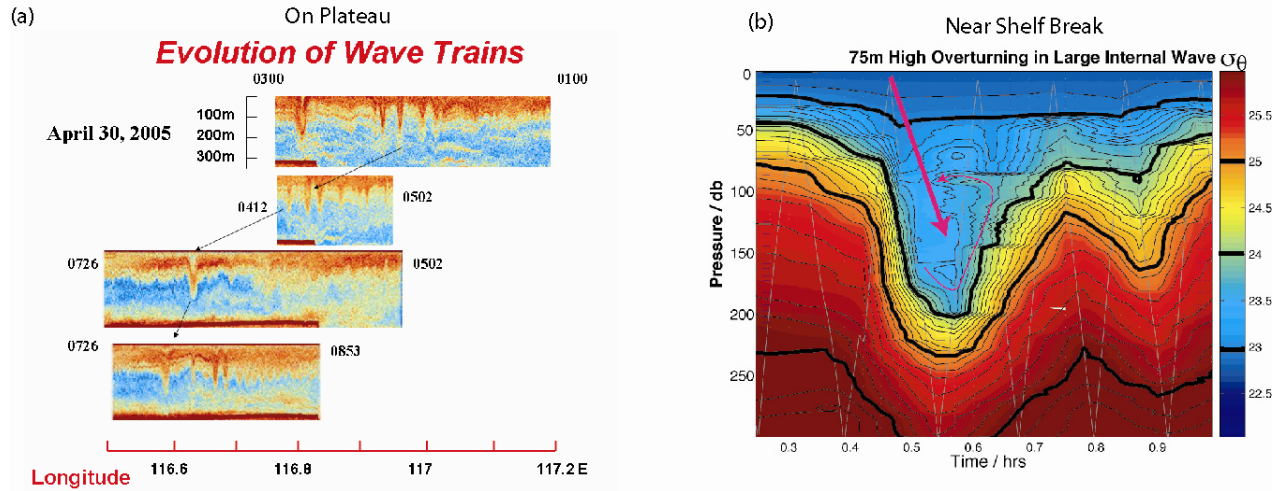 (a)
On Plateau
Evolution of Wave Trains
0300
0100
April 30, 2005
100m
200m
300m
0412
0502
0726
0502
0726
0853
116.6
116.8
117
117.2 E
Longitude
(b)
Near Shelf Break
75m High Overturning in Large Internal Wave
σθ
0
50
100
150
200
250
Pressure / db
0.3
0.4
0.5
0.6
0.7
0.8
0.9
Time / hrs
25.5
25
24.5
24
23.5
23
22.5